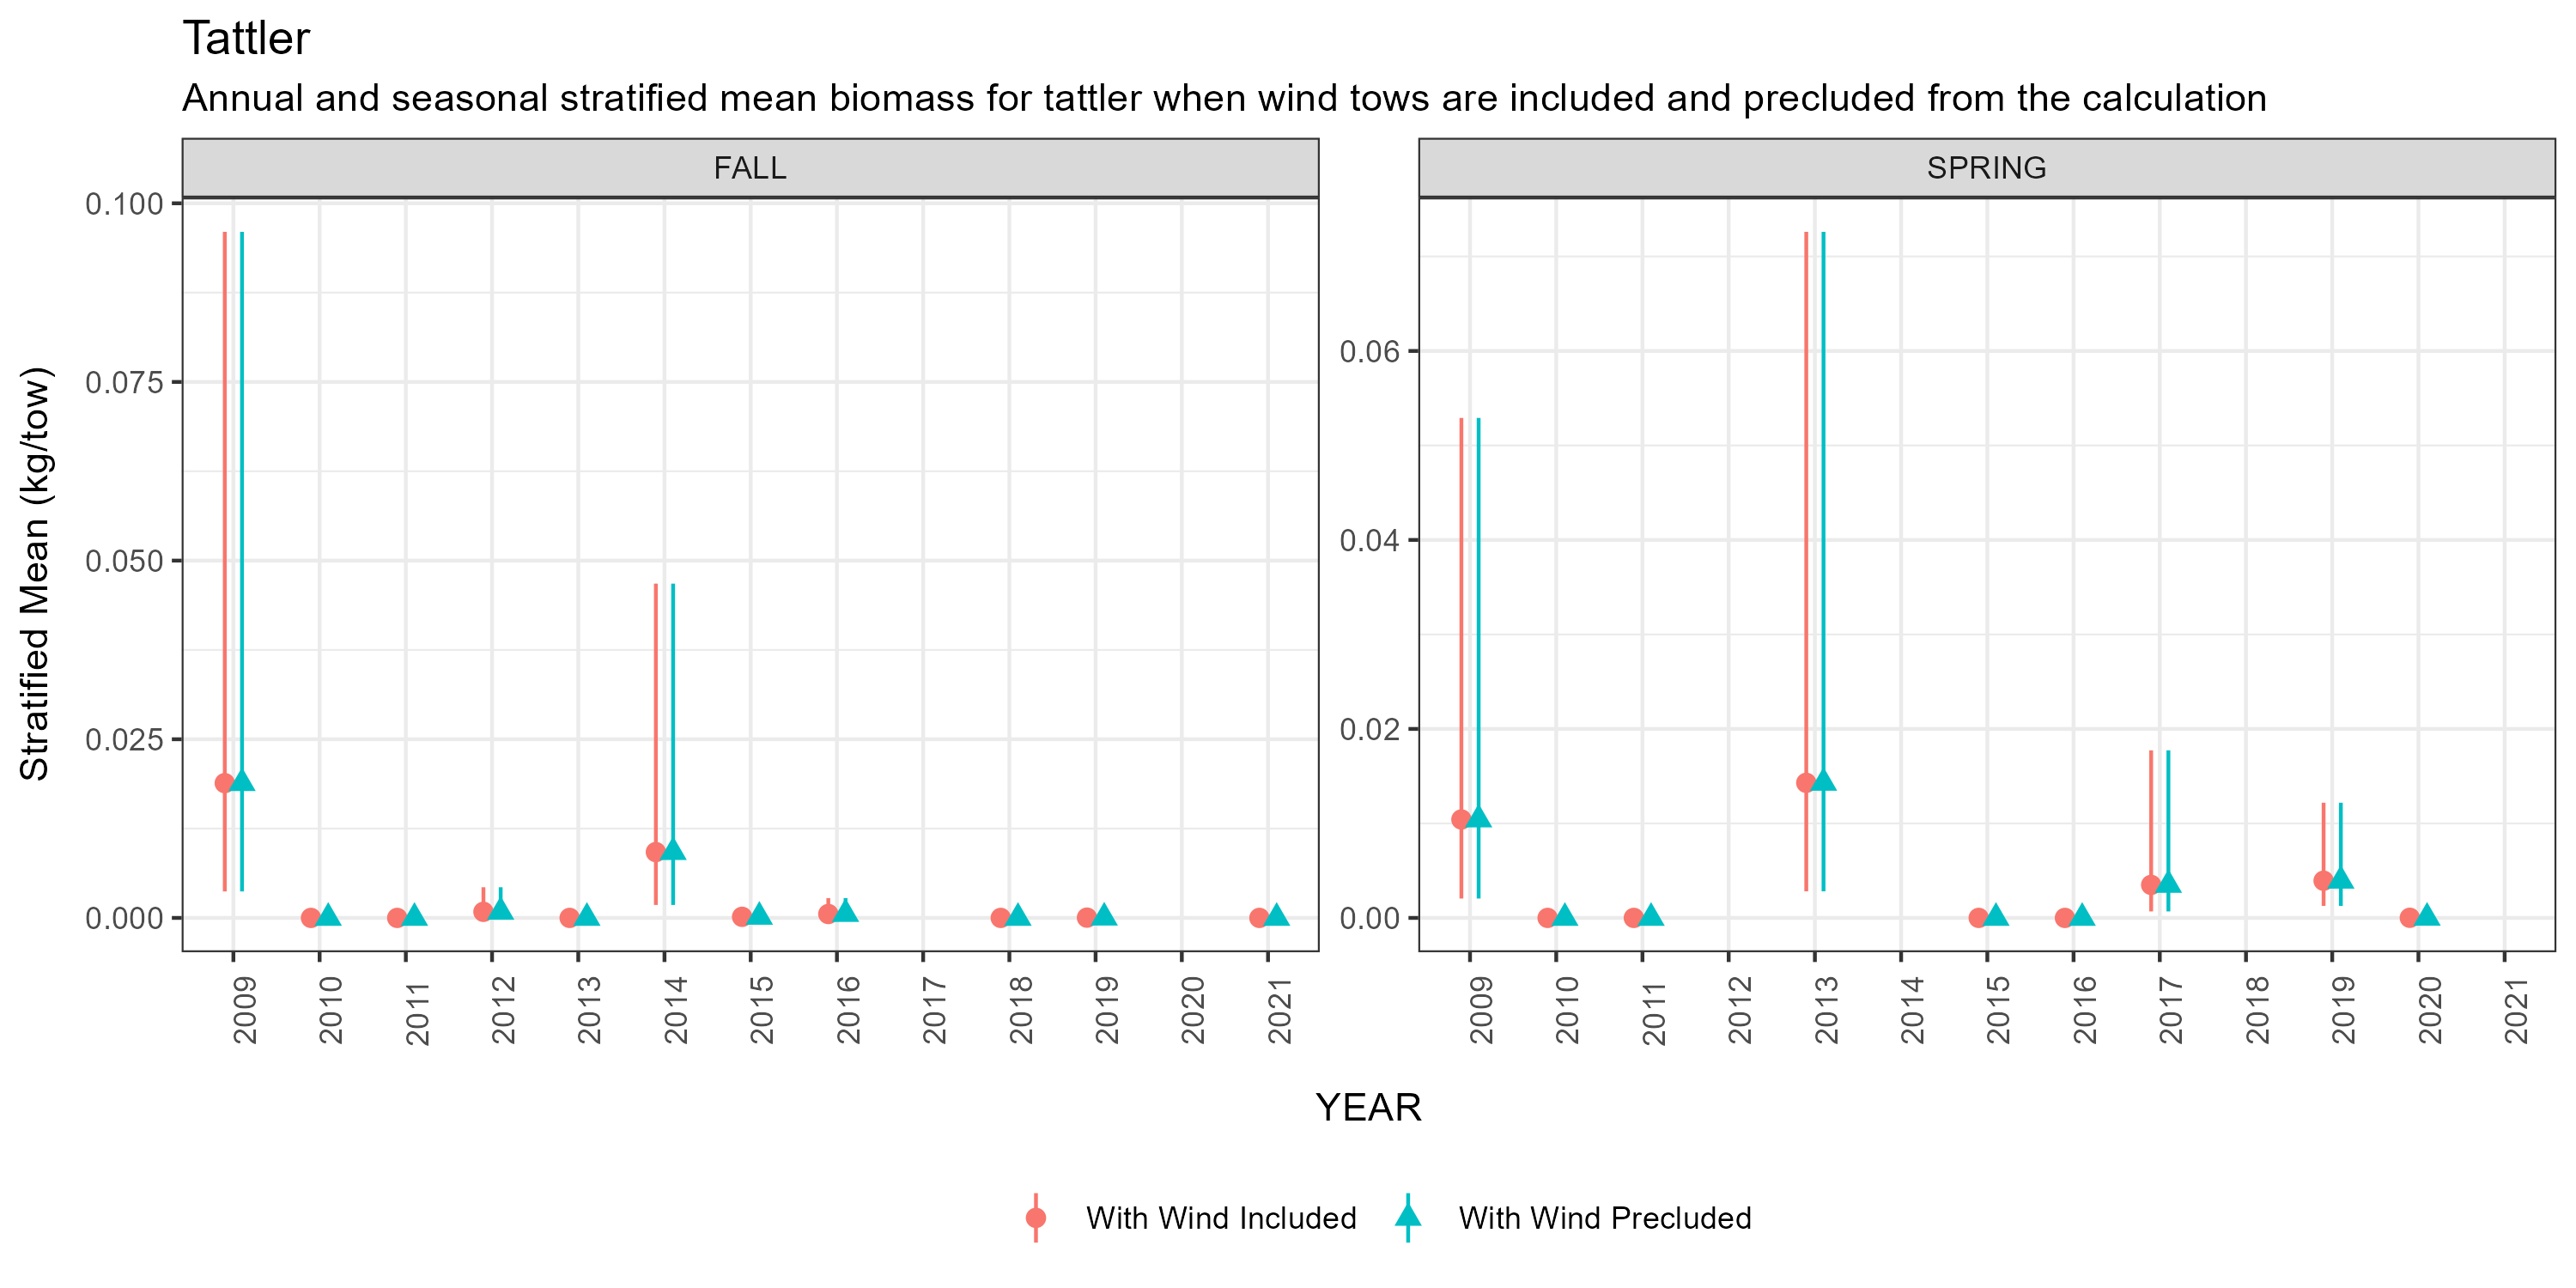 Tattler
Annual and seasonal stratified mean biomass for tattler when wind tows are included and precluded from the calculation
FALL
SPRING
Stratified Mean (kg/tow)
0.100
0.075
0.050
0.025
0.000
0.06
0.04
0.02
0.00
2009 2010 2011 2012 2013 2014 2015 2016 2017 2018 2019 2020 2021
2009 2010 2011 2012 2013 2014 2015 2016 2017 2018 2019 2020 2021
YEAR
With Wind Included
With Wind Precluded